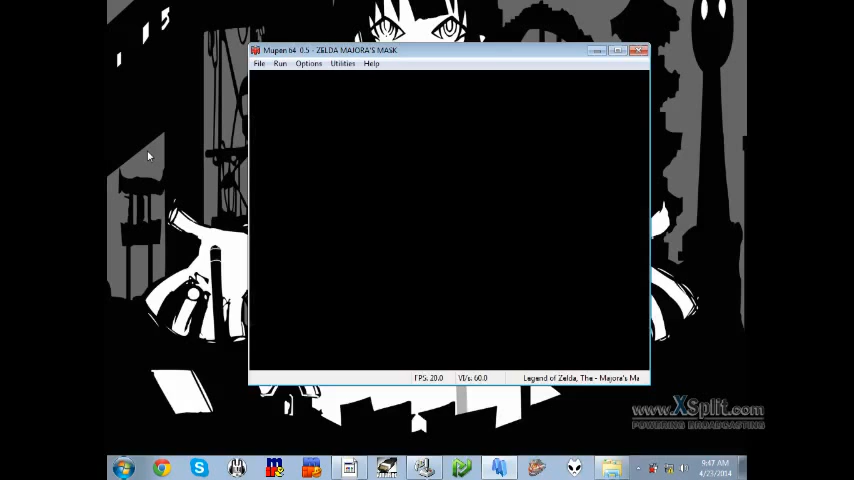 Mupen 64 0.5 - ZELDA MAJORA'S MASK
File Run Options Utilities Help
FPS: 20.0 VI/s: 60.0 Legend of Zelda, The - Majora's Ma
www.XSplit.com
POWERING BROADCASTING
9:47 AM
4/23/2014